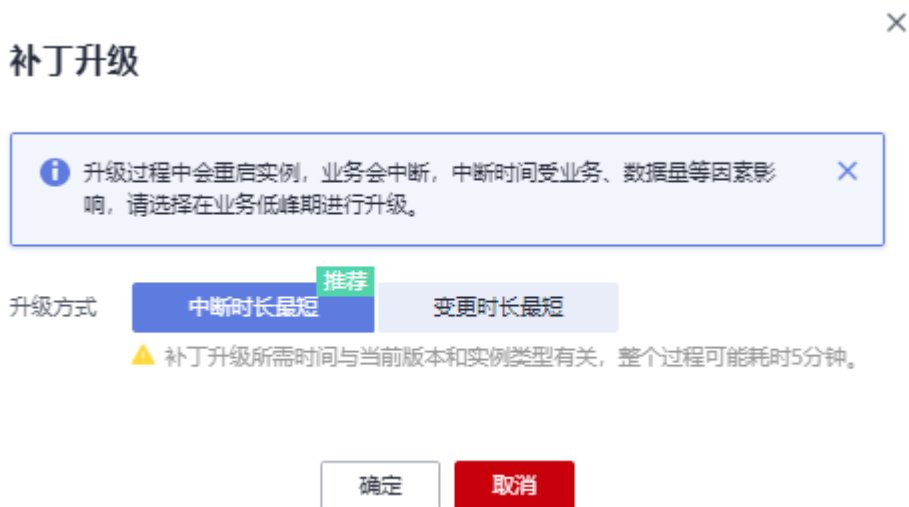 补丁升级
升级过程中会重启实例，业务会中断，中断时间受业务、数据量等因素影
响，请选择在业务低峰期进行升级。
推荐
升级方式 中断时长最短 变更时长最短
补丁升级所需时间与当前版本和实例类型有关，整个过程可能耗时5分钟。
确定 取消